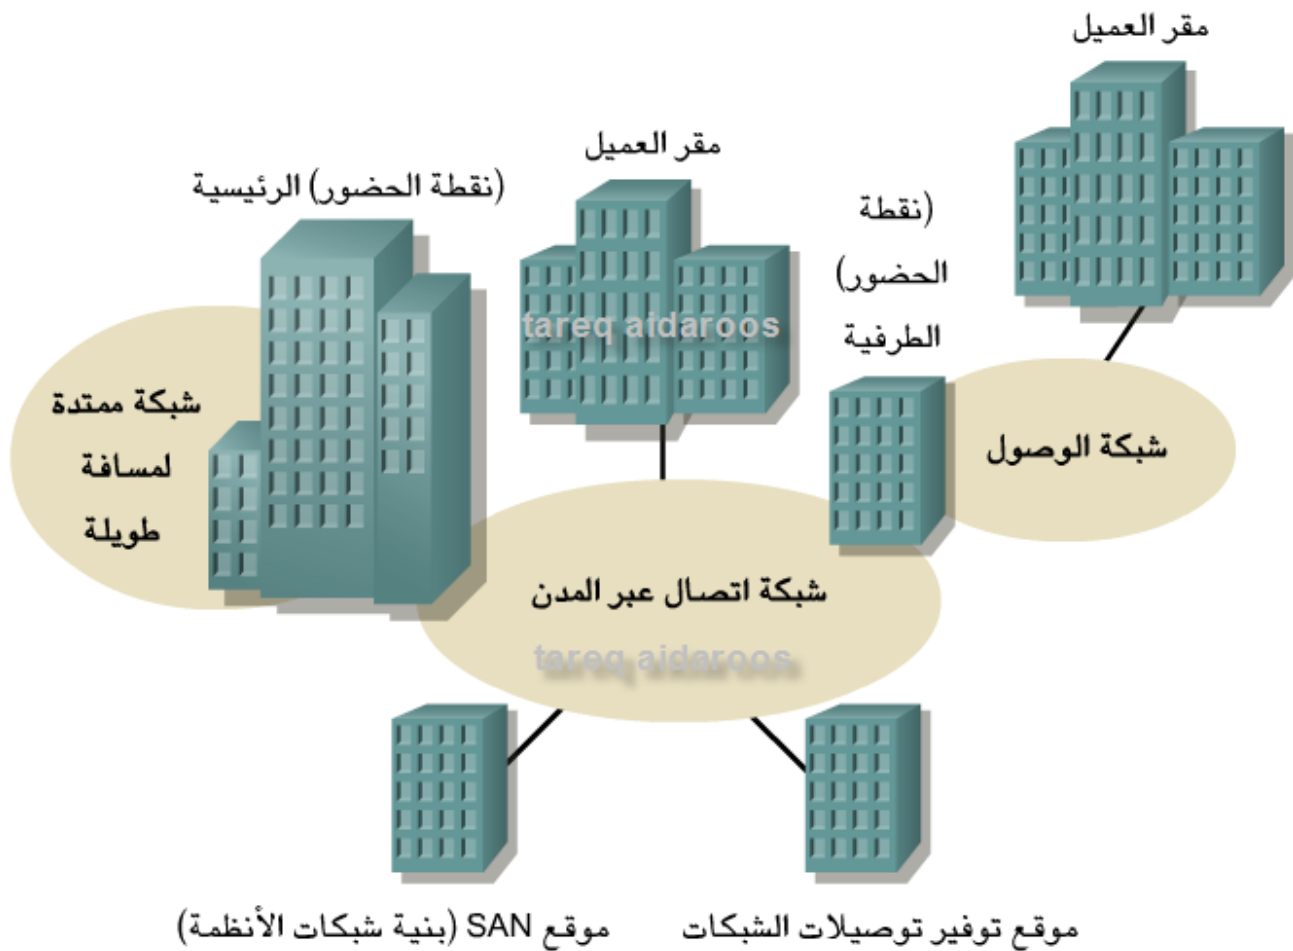 مقر العميل
مقر العميل
(نقطة الحضور) الرئيسية
(نقطة
الحضور)
الطرفية
tareq aidaroos
شبكة ممتدة
لمسافة
طويلة
شبكة الوصول
شبكة اتصال عبر المدن
tareq aidaroos
موقع توفير توصيلات الشبكات
موقع SAN (بنية شبكات الأنظمة)